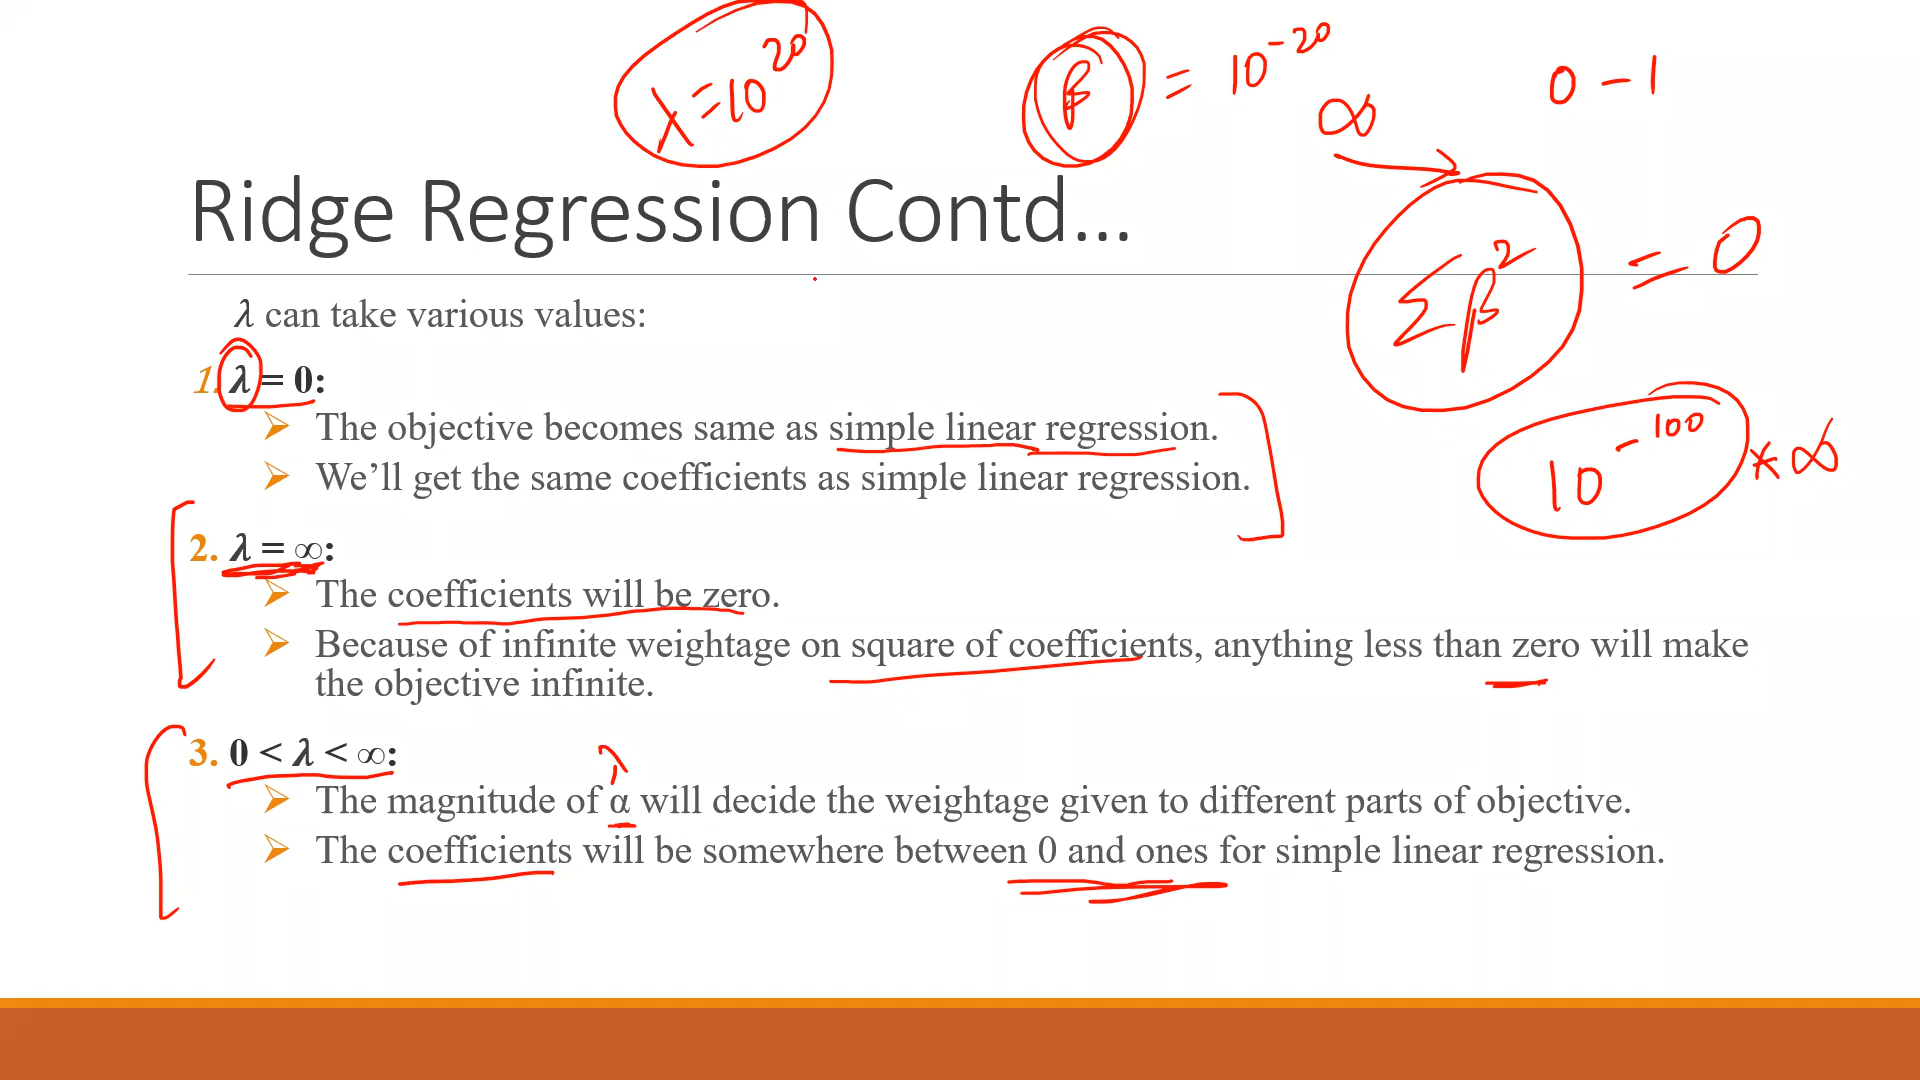 λ = 10^20
β = 10^-20
0 - 1
∞
Ridge Regression Contd...
Σβ^2 = 0
λ can take various values:
1. λ = 0:
➢ The objective becomes same as simple linear regression.
10^-100 * ∞
➢ We’ll get the same coefficients as simple linear regression.
2. λ = ∞:
➢ The coefficients will be zero.
➢ Because of infinite weightage on square of coefficients, anything less than zero will make
the objective infinite.
3. 0 < λ < ∞:
λ
➢ The magnitude of α will decide the weightage given to different parts of objective.
➢ The coefficients will be somewhere between 0 and ones for simple linear regression.